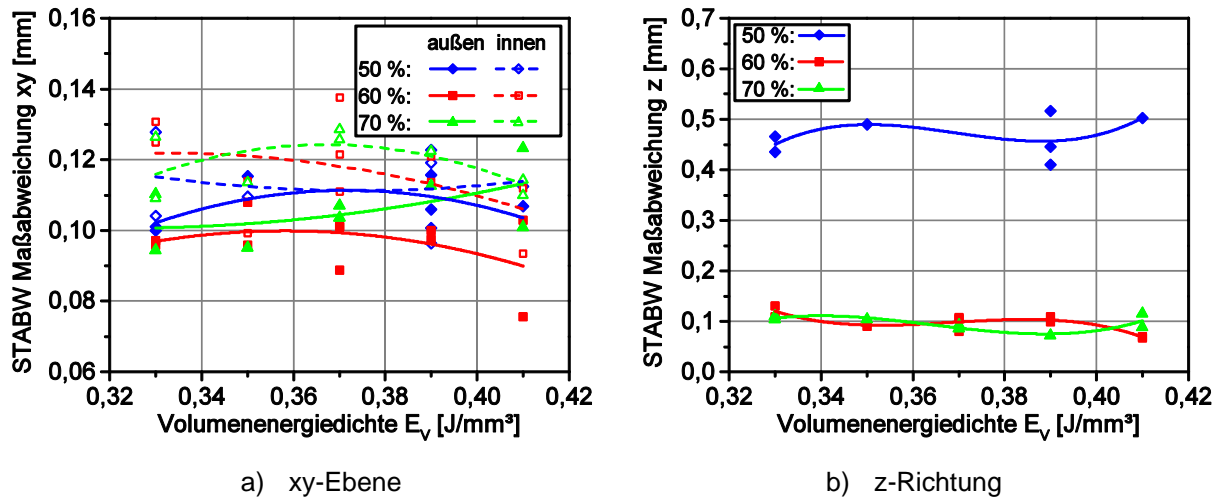 STABW Maßabweichung xy [mm]
0,16
0,14
0,12
0,10
0,08
0,06
außen innen
50 %:
60 %:
70 %:
0,32 0,34 0,36 0,38 0,40 0,42
Volumenenergiedichte EV [J/mm³]
a) xy-Ebene
STABW Maßabweichung z [mm]
0,7
0,6
0,5
0,4
0,3
0,2
0,1
0,0
50 %:
60 %:
70 %:
0,32 0,34 0,36 0,38 0,40 0,42
Volumenenergiedichte EV [J/mm³]
b) z-Richtung